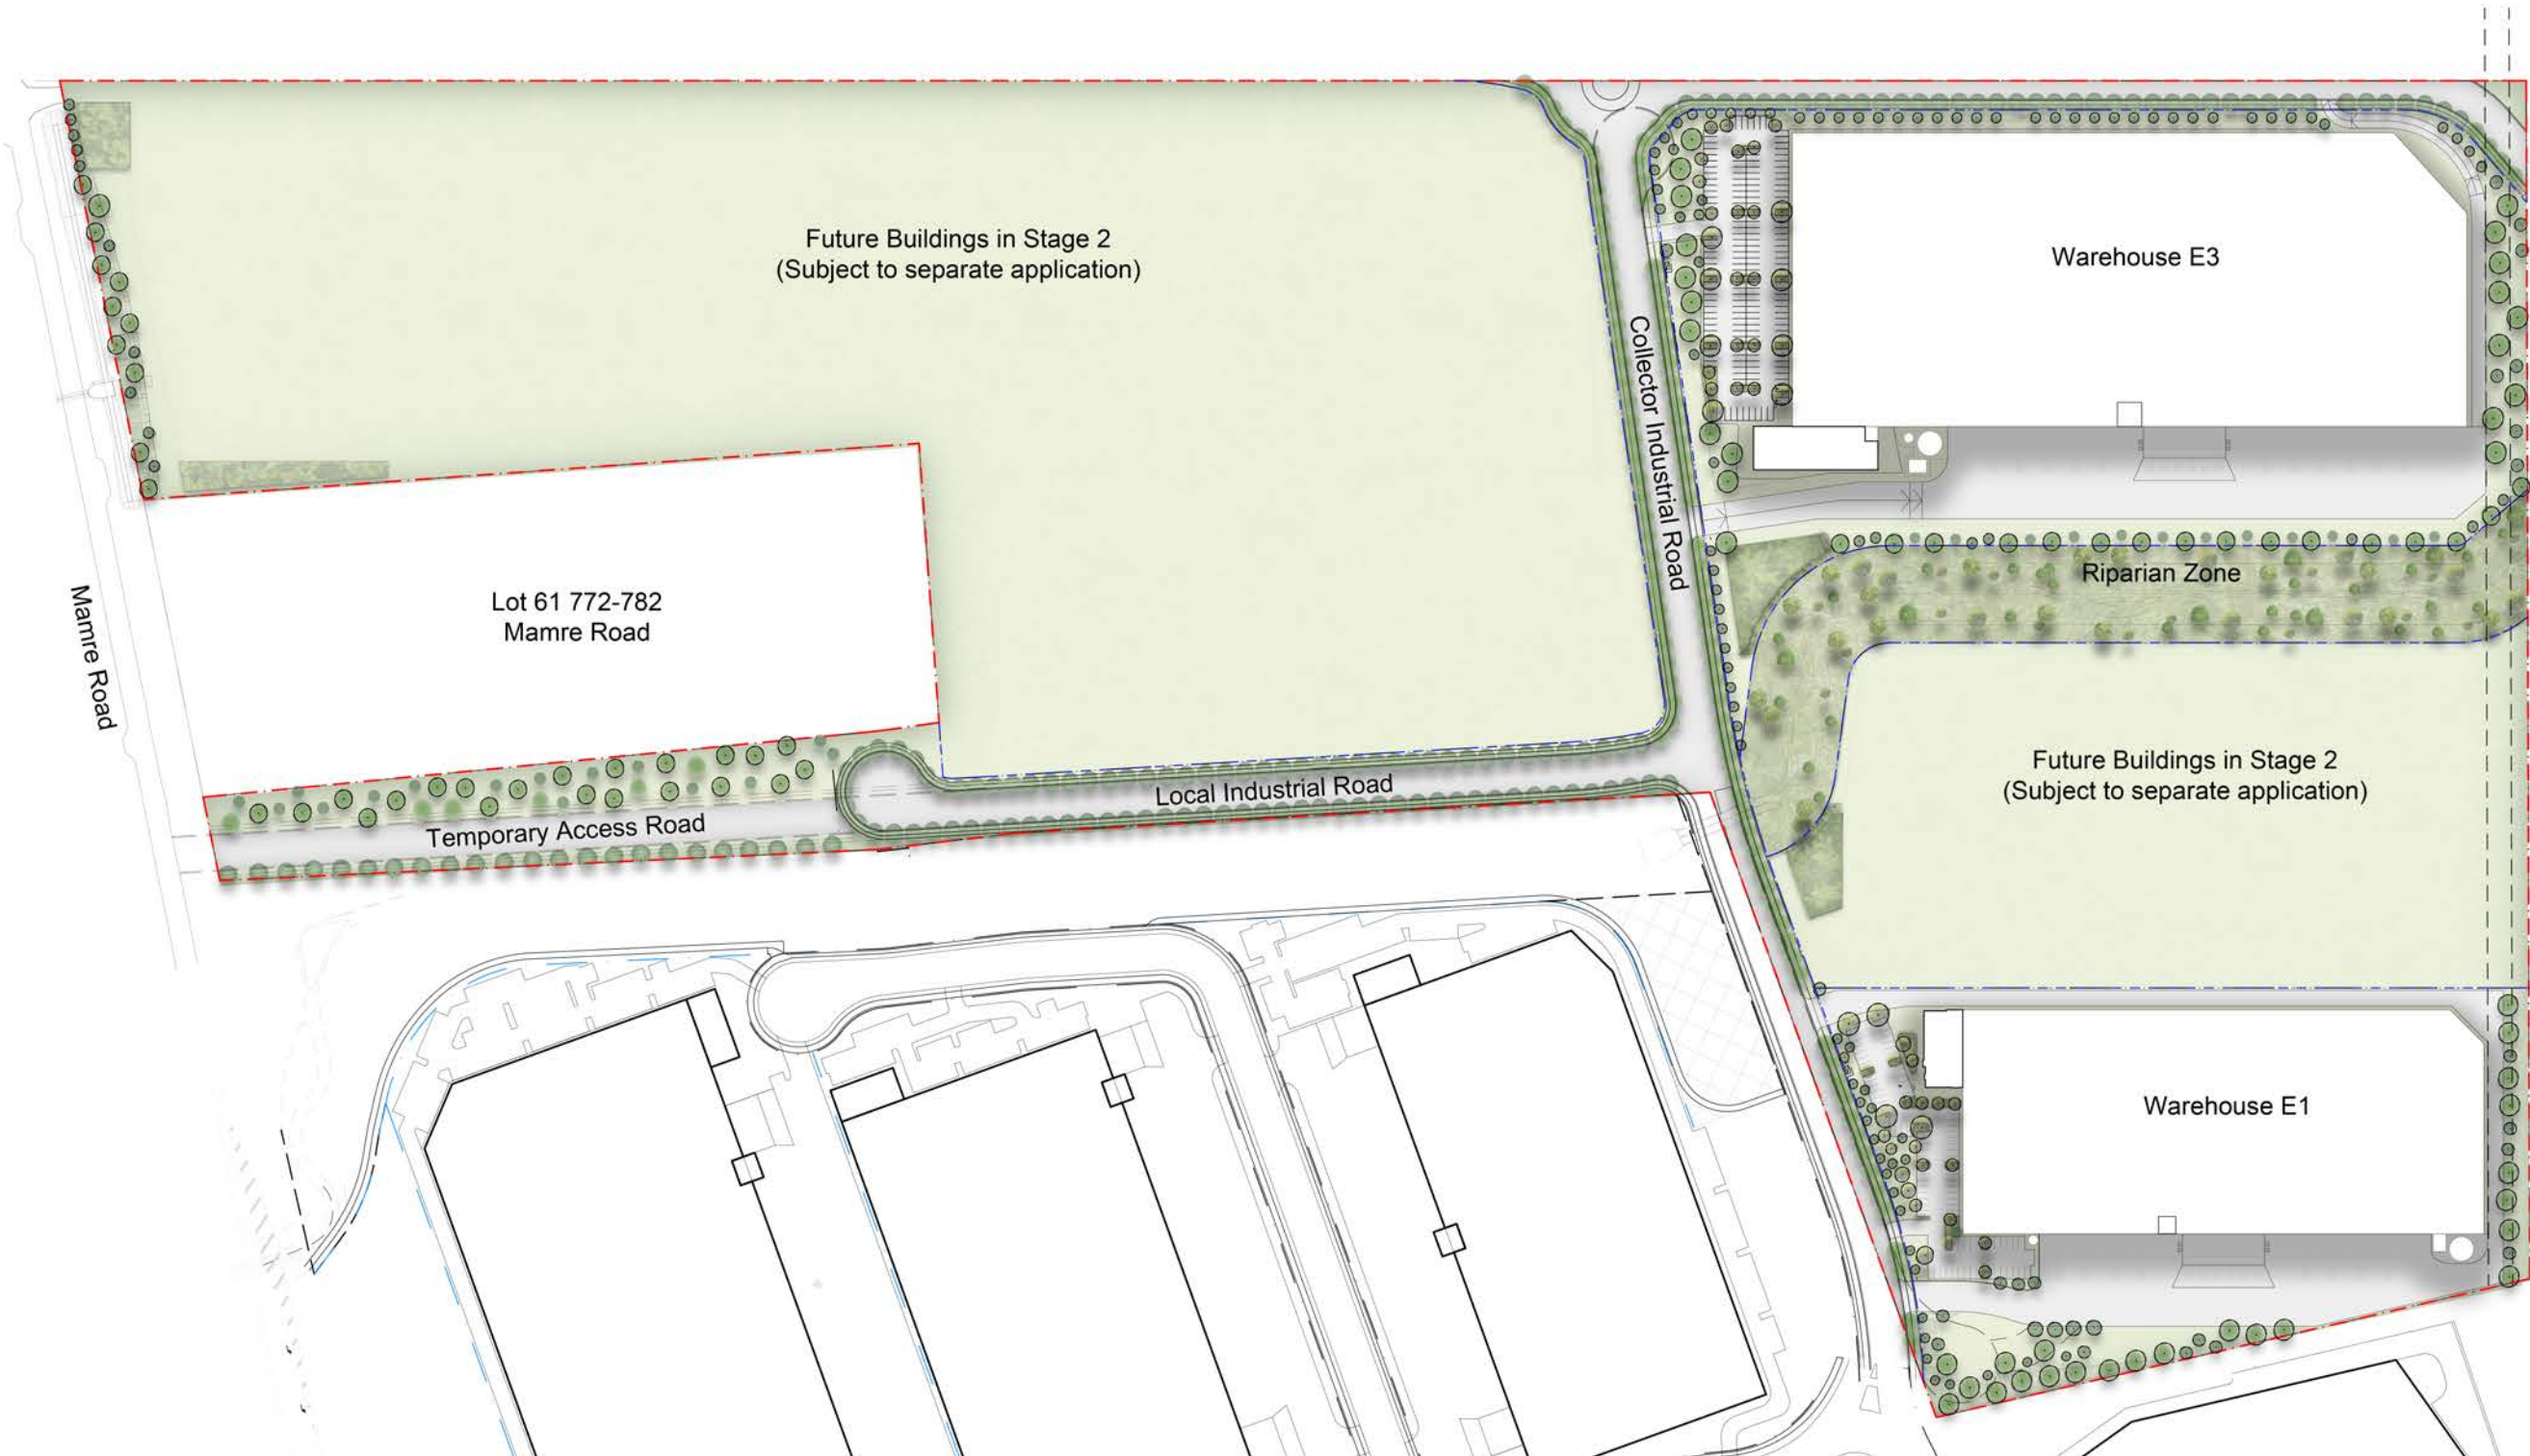 Future Buildings in Stage 2
(Subject to separate application)
Warehouse E3
Collector Industrial Road
Riparian Zone
Lot 61 772-782
Mamre Road
Mamre Road
Future Buildings in Stage 2
(Subject to separate application)
Local Industrial Road
Temporary Access Road
Warehouse E1